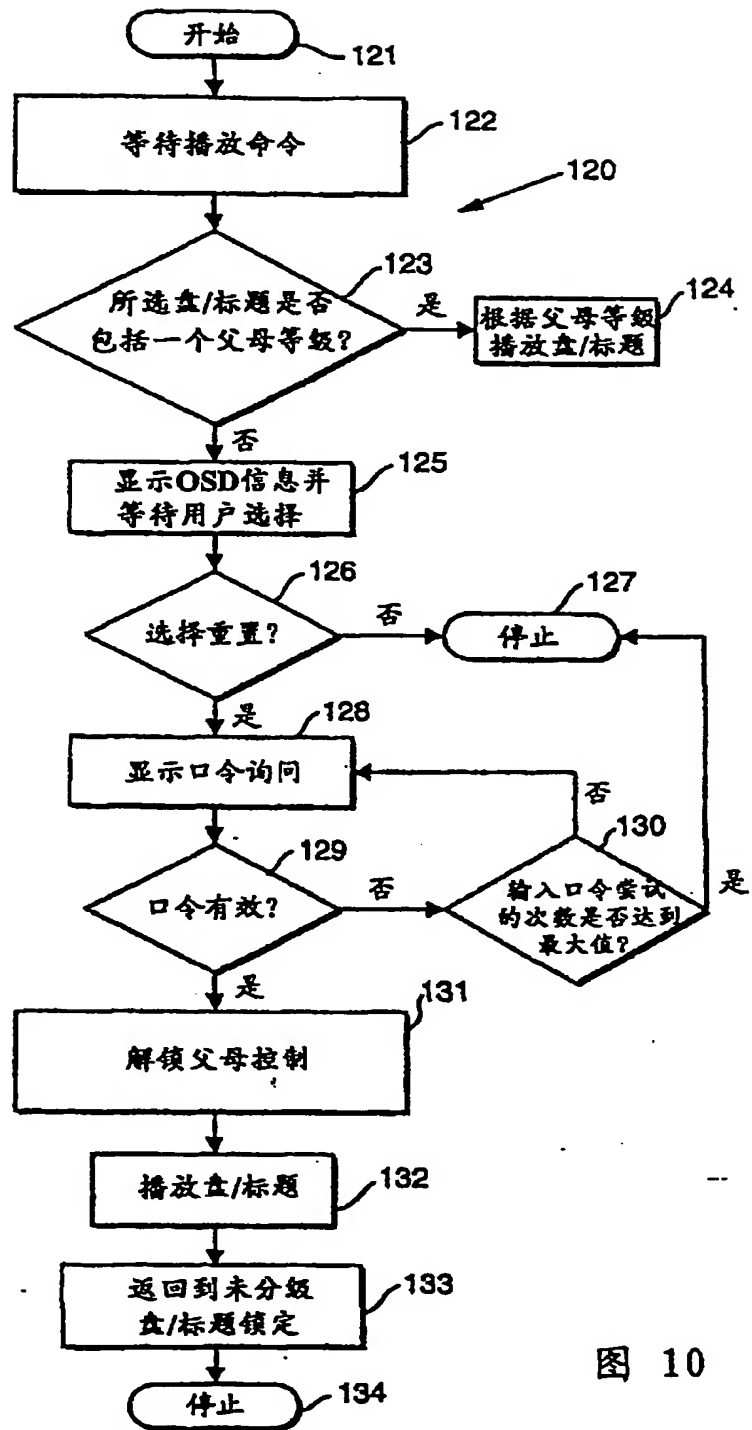 开始
121
等待播放命令
122
120
所选盘/标题是否
包括一个父母等级?
123
是
根据父母等级
播放盘/标题
124
否
显示OSD信息并
等待用户选择
125
选择重置?
126
否
停止
127
是
显示口令询问
128
否
口令有效?
129
否
输入口令尝试
的次数是否达到
最大值?
130
是
是
解锁父母控制
131
播放盘/标题
132
返回到未分级
盘/标题锁定
133
停止
134
图 10